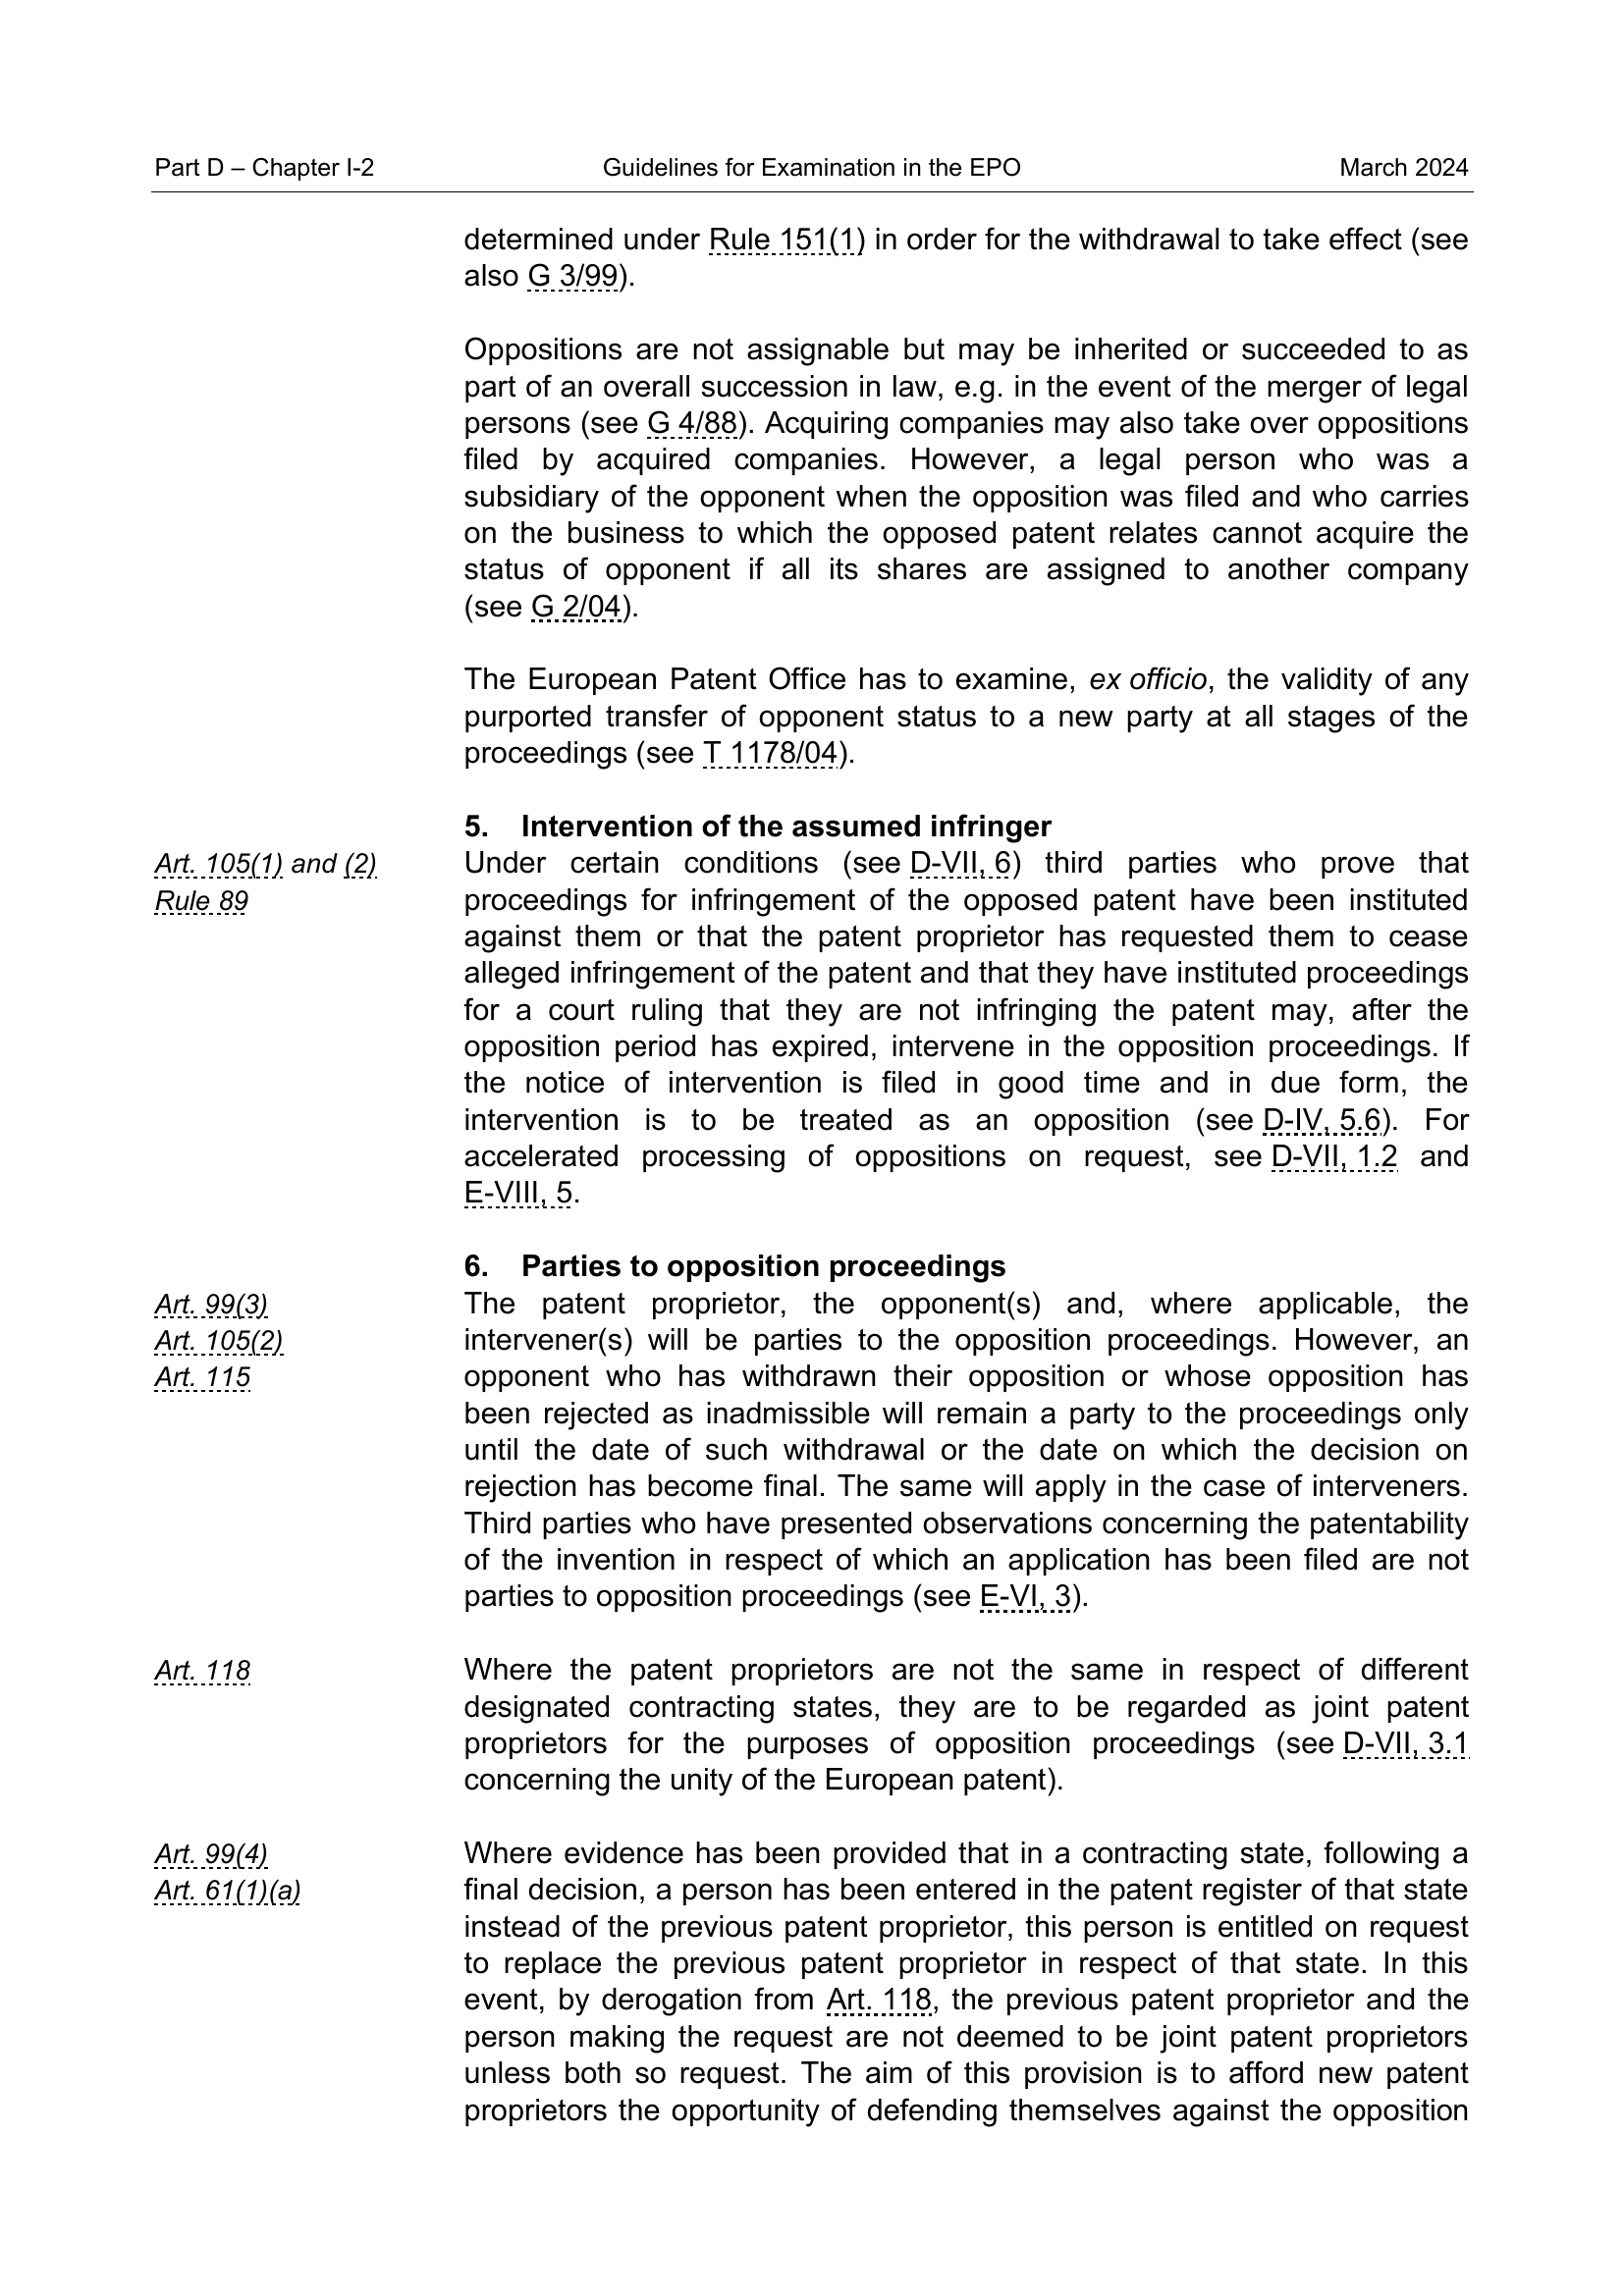 Part D – Chapter I-2 Guidelines for Examination in the EPO March 2024
determined under Rule 151(1) in order for the withdrawal to take effect (see
also G 3/99).
Oppositions are not assignable but may be inherited or succeeded to as
part of an overall succession in law, e.g. in the event of the merger of legal
persons (see G 4/88). Acquiring companies may also take over oppositions
filed by acquired companies. However, a legal person who was a
subsidiary of the opponent when the opposition was filed and who carries
on the business to which the opposed patent relates cannot acquire the
status of opponent if all its shares are assigned to another company
(see G 2/04).
The European Patent Office has to examine, ex officio, the validity of any
purported transfer of opponent status to a new party at all stages of the
proceedings (see T 1178/04).
5. Intervention of the assumed infringer
Art. 105(1) and (2)
Rule 89
Under certain conditions (see D-VII, 6) third parties who prove that
proceedings for infringement of the opposed patent have been instituted
against them or that the patent proprietor has requested them to cease
alleged infringement of the patent and that they have instituted proceedings
for a court ruling that they are not infringing the patent may, after the
opposition period has expired, intervene in the opposition proceedings. If
the notice of intervention is filed in good time and in due form, the
intervention is to be treated as an opposition (see D-IV, 5.6). For
accelerated processing of oppositions on request, see D-VII, 1.2 and
E-VIII, 5.
6. Parties to opposition proceedings
Art. 99(3)
Art. 105(2)
Art. 115
The patent proprietor, the opponent(s) and, where applicable, the
intervener(s) will be parties to the opposition proceedings. However, an
opponent who has withdrawn their opposition or whose opposition has
been rejected as inadmissible will remain a party to the proceedings only
until the date of such withdrawal or the date on which the decision on
rejection has become final. The same will apply in the case of interveners.
Third parties who have presented observations concerning the patentability
of the invention in respect of which an application has been filed are not
parties to opposition proceedings (see E-VI, 3).
Art. 118
Where the patent proprietors are not the same in respect of different
designated contracting states, they are to be regarded as joint patent
proprietors for the purposes of opposition proceedings (see D-VII, 3.1
concerning the unity of the European patent).
Art. 99(4)
Art. 61(1)(a)
Where evidence has been provided that in a contracting state, following a
final decision, a person has been entered in the patent register of that state
instead of the previous patent proprietor, this person is entitled on request
to replace the previous patent proprietor in respect of that state. In this
event, by derogation from Art. 118, the previous patent proprietor and the
person making the request are not deemed to be joint patent proprietors
unless both so request. The aim of this provision is to afford new patent
proprietors the opportunity of defending themselves against the opposition